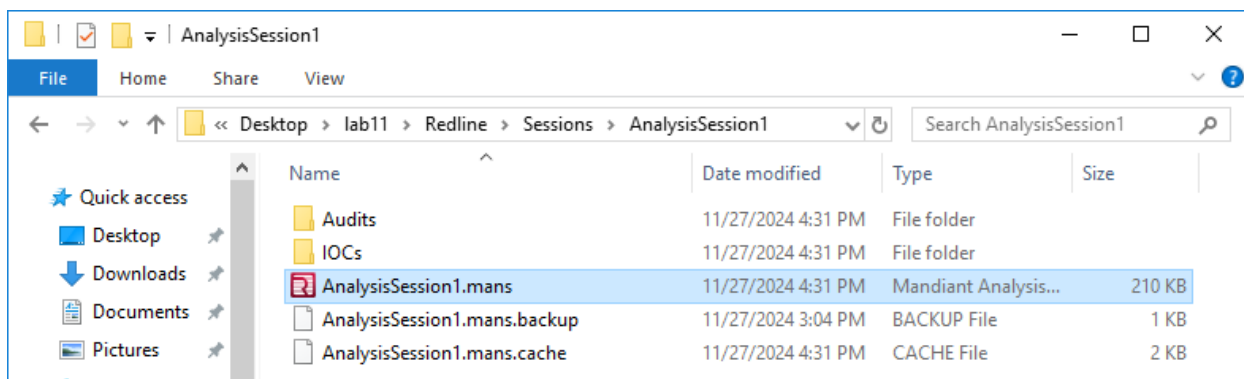 AnalysisSession1
File Home Share View ?
« Desktop › lab11 › Redline › Sessions › AnalysisSession1 Search AnalysisSession1
Name Date modified Type Size
Quick access
Audits 11/27/2024 4:31 PM File folder
Desktop
IOCs 11/27/2024 4:31 PM File folder
Downloads
AnalysisSession1.mans 11/27/2024 4:31 PM Mandiant Analysis... 210 KB
Documents
AnalysisSession1.mans.backup 11/27/2024 3:04 PM BACKUP File 1 KB
Pictures
AnalysisSession1.mans.cache 11/27/2024 4:31 PM CACHE File 2 KB